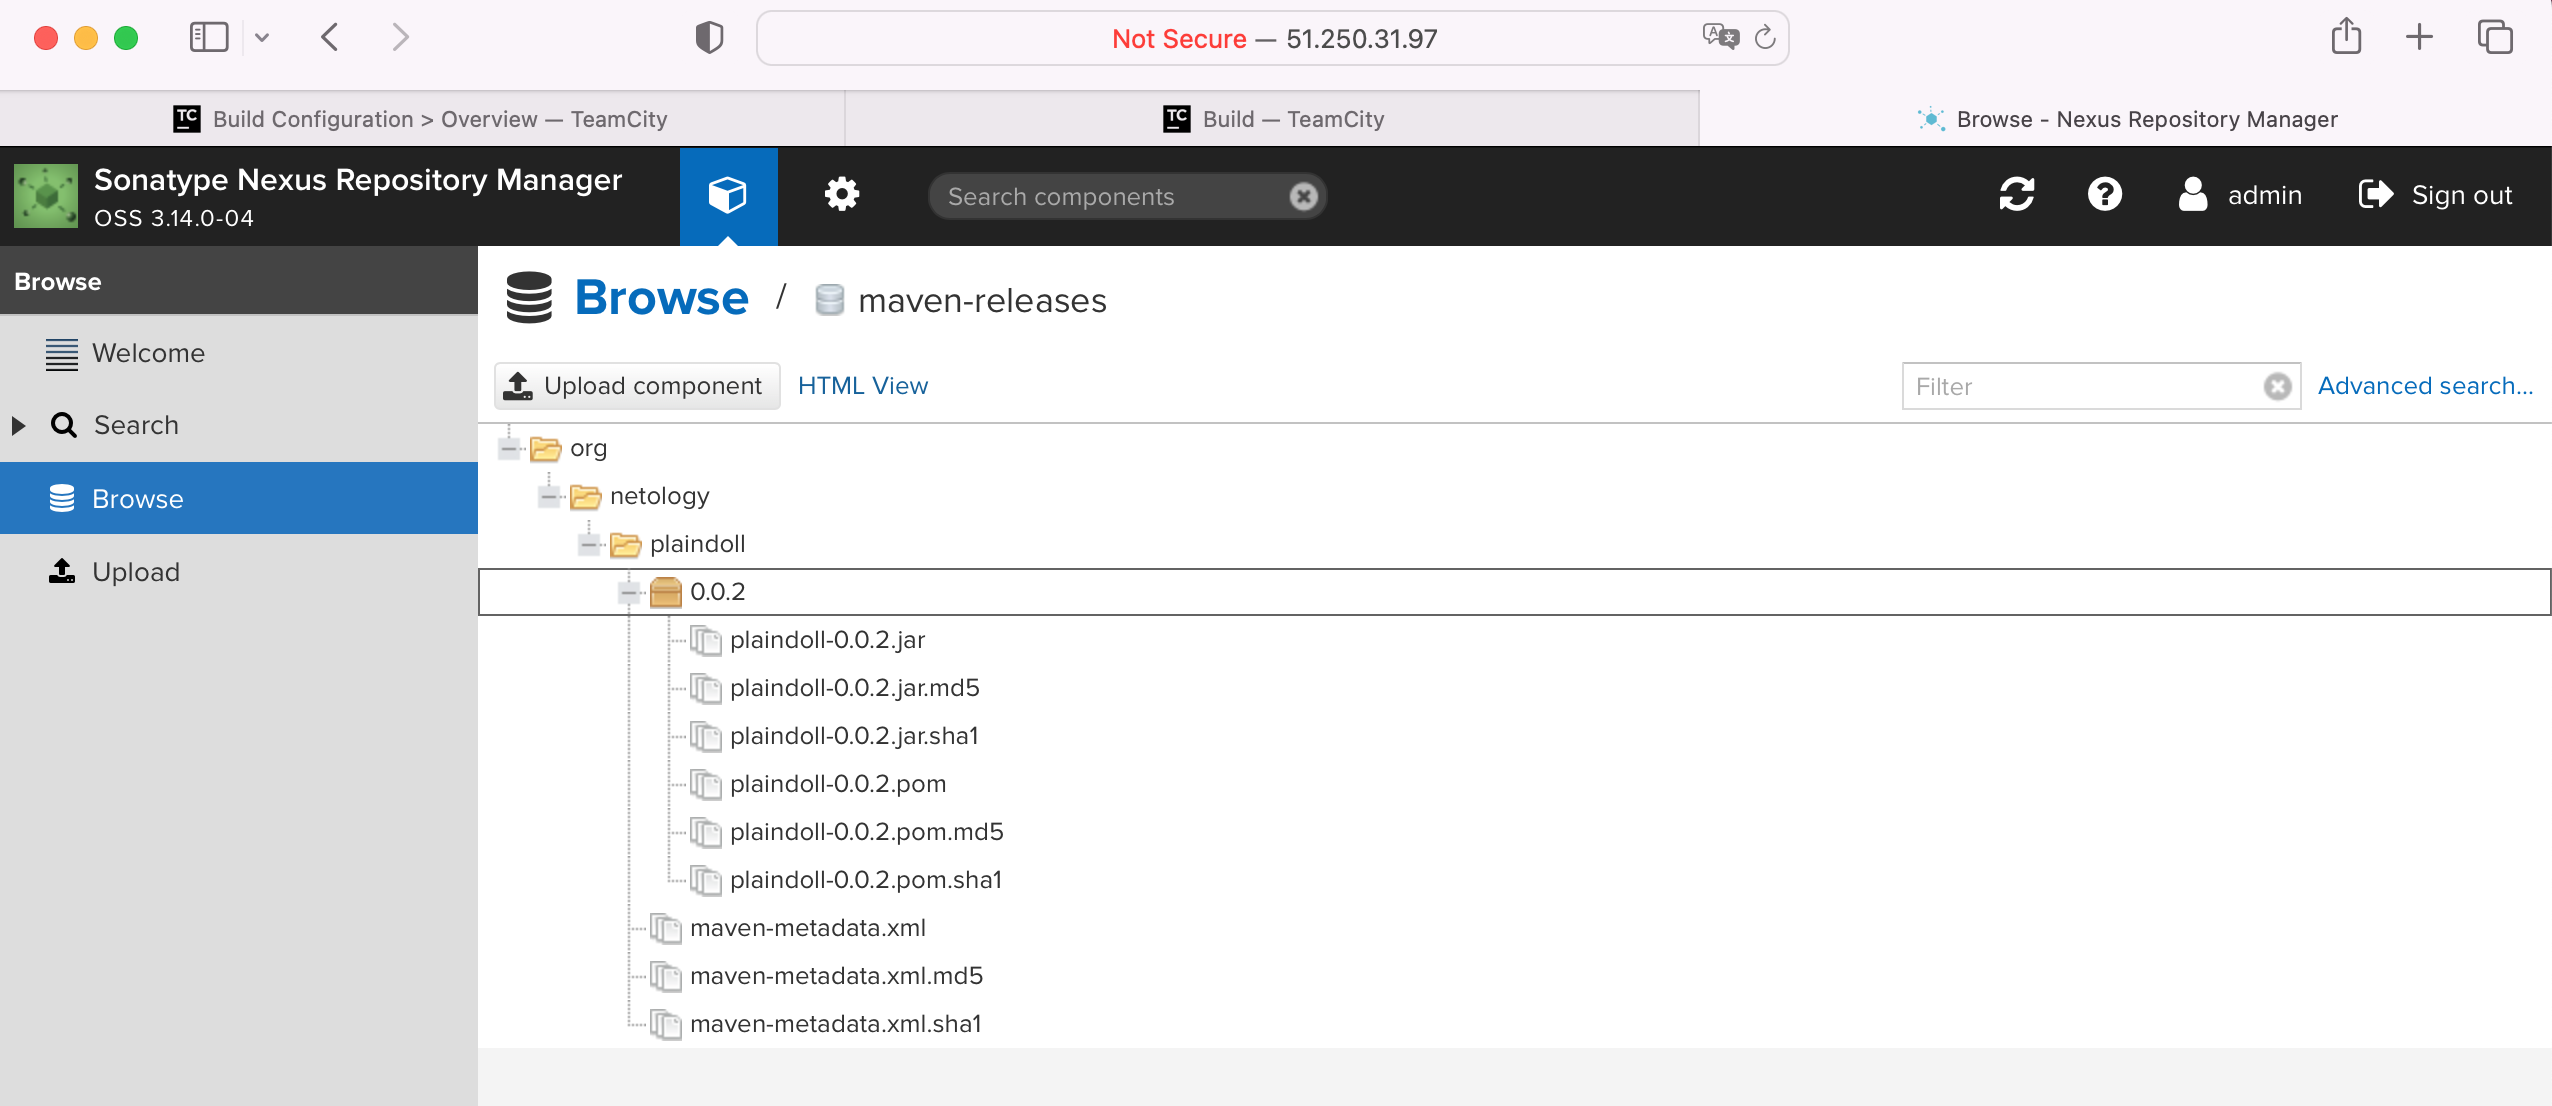 Not Secure — 51.250.31.97
Build Configuration > Overview — TeamCity
Build — TeamCity
Browse - Nexus Repository Manager
Sonatype Nexus Repository Manager
OSS 3.14.0-04
Search components
admin
Sign out
Browse
Welcome
Search
Browse
Upload
Browse / maven-releases
Upload component
HTML View
Filter
Advanced search...
org
netology
plaindoll
0.0.2
plaindoll-0.0.2.jar
plaindoll-0.0.2.jar.md5
plaindoll-0.0.2.jar.sha1
plaindoll-0.0.2.pom
plaindoll-0.0.2.pom.md5
plaindoll-0.0.2.pom.sha1
maven-metadata.xml
maven-metadata.xml.md5
maven-metadata.xml.sha1